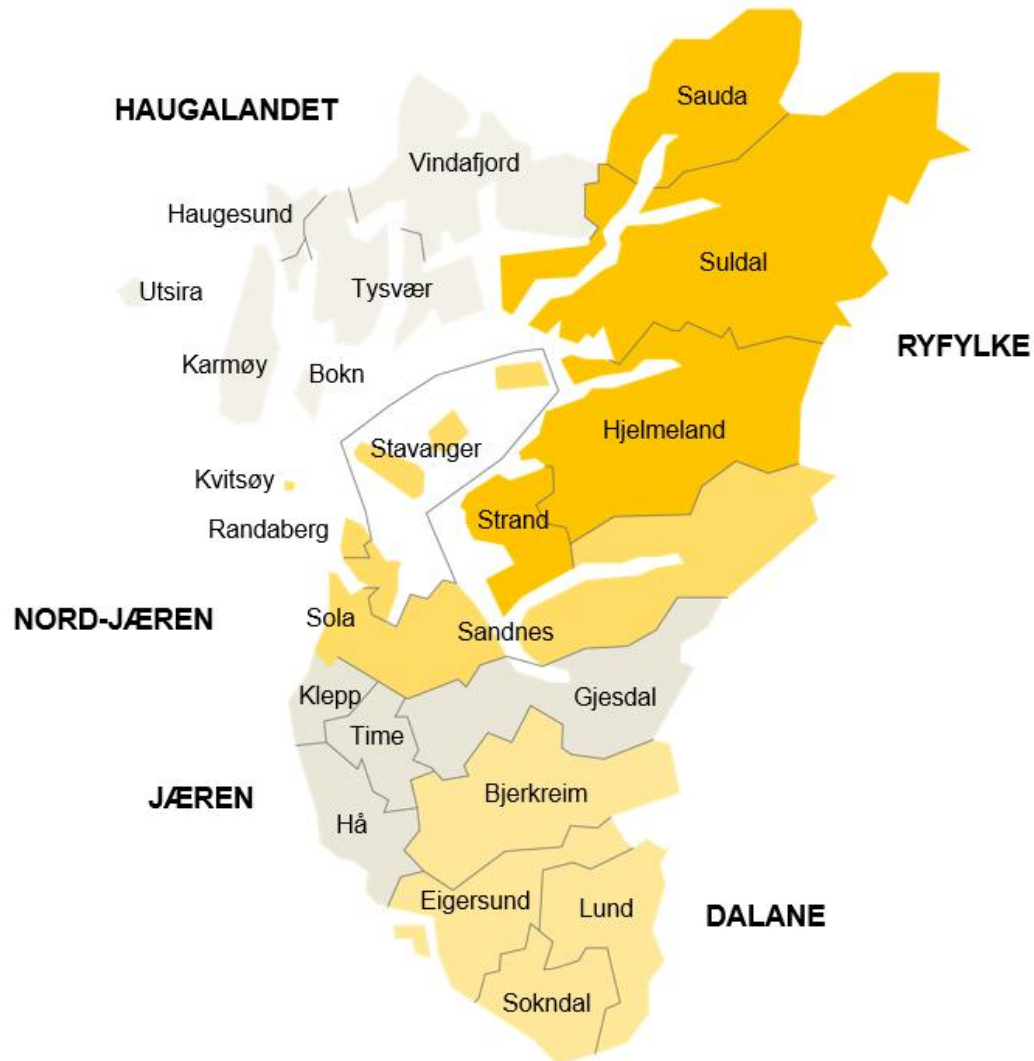 Sauda
HAUGALANDET
Vindafjord
Haugesund
Suldal
Utsira
Tysvær
RYFYLKE
Karmøy
Bokn
Hjelmeland
Stavanger
Kvitsøy
Strand
Randaberg
NORD-JÆREN
Sola
Sandnes
Klepp
Gjesdal
Time
JÆREN
Bjerkreim
Hå
Eigersund
Lund
DALANE
Sokndal